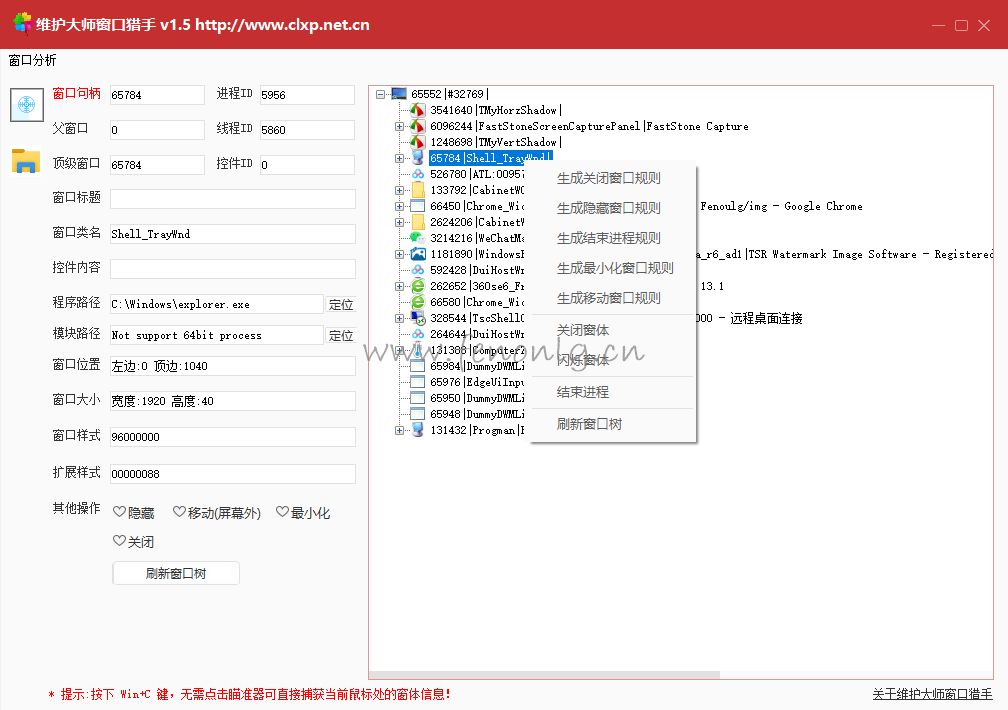 维护大师窗口猎手 v1.5 http://www.clxp.net.cn
窗口分析
窗口句柄 65784 进程ID 5956
父窗口 0 线程ID 5860
顶级窗口 65784 控件ID 0
窗口标题
窗口类名 Shell_TrayWnd
控件内容
程序路径 C:\Windows\explorer.exe 定位
模块路径 Not support 64bit process 定位
窗口位置 左边:0 顶边:1040
窗口大小 宽度:1920 高度:40
窗口样式 96000000
扩展样式 00000088
其他操作 隐藏 移动(屏幕外) 最小化
关闭
刷新窗口树
65552|#32769|
3541640|TMyHorzShadow|
6096244|FastStoneScreenCapturePanel|FastStone Capture
1248698|TMyVertShadow|
65784|Shell_TrayWnd|
526780|ATL:00957
133792|CabinetWC
66450|Chrome_Wic Fenoulg/img - Google Chrome
2624206|CabinetW
3214216|WeChatMa
1181890|WindowsF a_r6_ad1|TSR Watermark Image Software - Registered
592428|DuiHostWr
262652|360se6_Fr 13.1
66580|Chrome_Wic
328544|TscShellC 000 - 远程桌面连接
264644|DuiHostWr
131388|ComputerZ
65984|DummyDWMLi
65976|EdgeUiInpu
65950|DummyDWMLi
65948|DummyDWMLi
131432|Progman|P
生成关闭窗口规则
生成隐藏窗口规则
生成结束进程规则
生成最小化窗口规则
生成移动窗口规则
关闭窗体
闪烁窗体
结束进程
刷新窗口树
www.fenonlg.cn
* 提示:按下 Win+C 键，无需点击瞄准器可直接捕获当前鼠标处的窗体信息!
关于维护大师窗口猎手